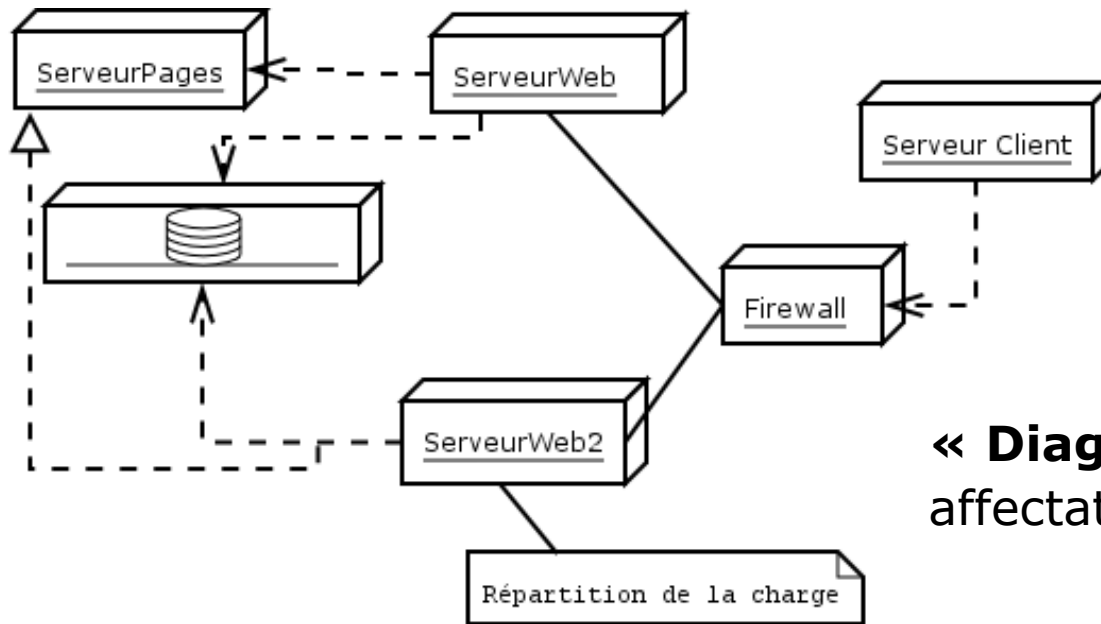 ServeurPages
ServeurWeb
Serveur Client
Firewall
ServeurWeb2
« Diag
affectat
Répartition de la charge